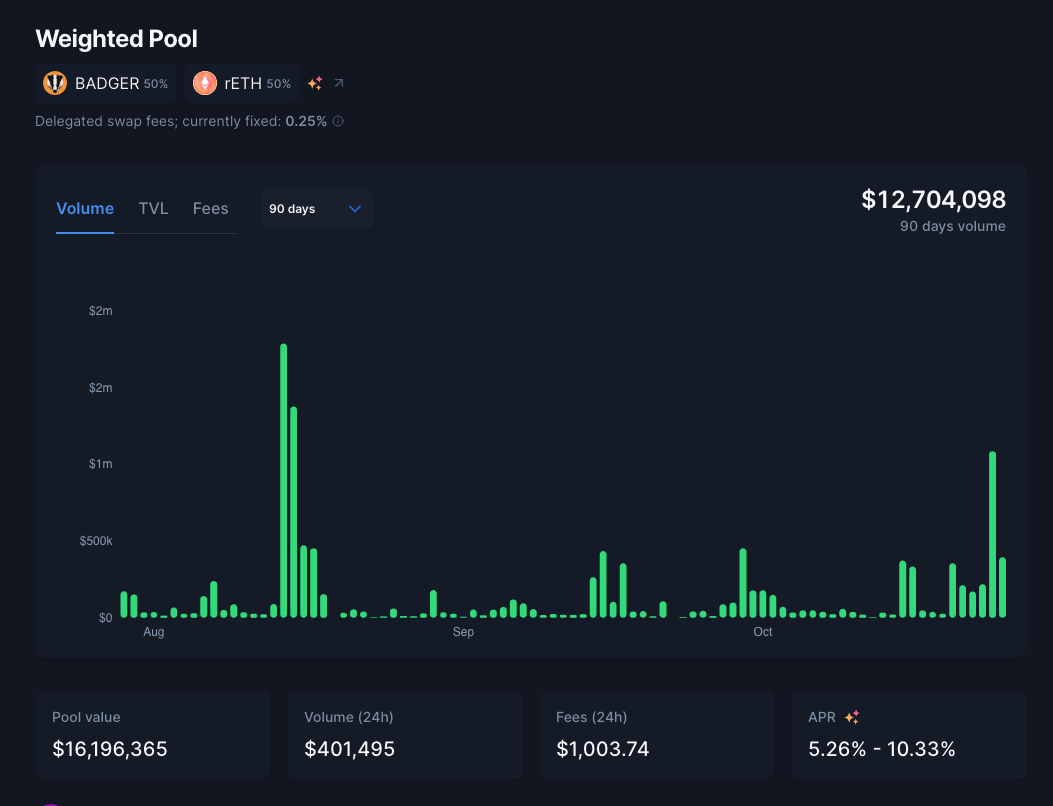 Weighted Pool
BADGER 50% rETH 50%
Delegated swap fees; currently fixed: 0.25%
Volume TVL Fees 90 days
$12,704,098
90 days volume
$2m
$2m
$1m
$500k
$0
Aug Sep Oct
Pool value Volume (24h) Fees (24h) APR
$16,196,365 $401,495 $1,003.74 5.26% - 10.33%